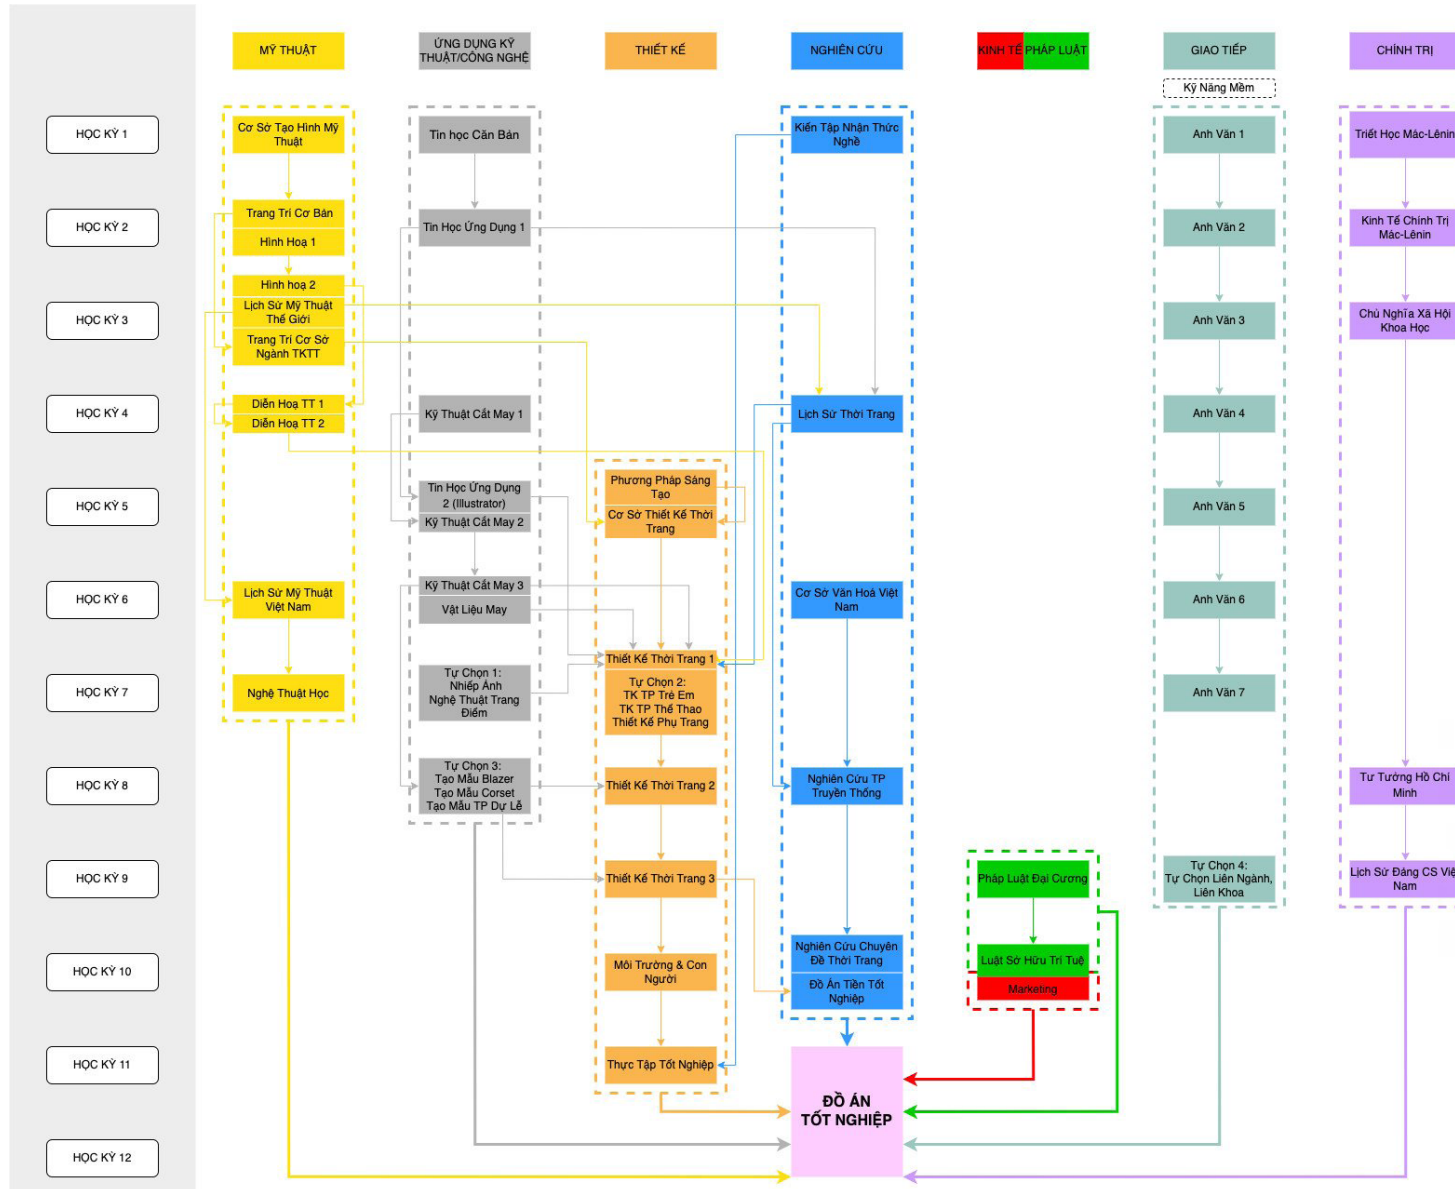 MỸ THUẬT
ỨNG DỤNG KỸ
THUẬT/CÔNG NGHỆ
THIẾT KẾ
NGHIÊN CỨU
KINH TẾ
PHÁP LUẬT
GIAO TIẾP
CHÍNH TRỊ
Kỹ Năng Mềm
HỌC KỲ 1
Cơ Sở Tạo Hình Mỹ
Thuật
Tin học Căn Bản
Kiến Tập Nhận Thức
Nghề
Anh Văn 1
Triết Học Mác-Lênin
HỌC KỲ 2
Trang Trí Cơ Bản
Hình Hoạ 1
Tin Học Ứng Dụng 1
Anh Văn 2
Kinh Tế Chính Trị
Mác-Lênin
HỌC KỲ 3
Hình hoạ 2
Lịch Sử Mỹ Thuật
Thế Giới
Trang Trí Cơ Sở
Ngành TKTT
Anh Văn 3
Chủ Nghĩa Xã Hội
Khoa Học
HỌC KỲ 4
Diễn Hoạ TT 1
Diễn Hoạ TT 2
Kỹ Thuật Cắt May 1
Lịch Sử Thời Trang
Anh Văn 4
HỌC KỲ 5
Tin Học Ứng Dụng
2 (Illustrator)
Kỹ Thuật Cắt May 2
Phương Pháp Sáng
Tạo
Cơ Sở Thiết Kế Thời
Trang
Anh Văn 5
HỌC KỲ 6
Lịch Sử Mỹ Thuật
Việt Nam
Kỹ Thuật Cắt May 3
Vật Liệu May
Cơ Sở Văn Hoá Việt
Nam
Anh Văn 6
HỌC KỲ 7
Nghệ Thuật Học
Tự Chọn 1:
Nhiếp Ảnh
Nghệ Thuật Trang
Điểm
Thiết Kế Thời Trang 1
Tự Chọn 2:
TK TP Trẻ Em
TK TP Thể Thao
Thiết Kế Phụ Trang
Anh Văn 7
HỌC KỲ 8
Tự Chọn 3:
Tạo Mẫu Blazer
Tạo Mẫu Corset
Tạo Mẫu TP Dự Lễ
Thiết Kế Thời Trang 2
Nghiên Cứu TP
Truyền Thống
Tư Tưởng Hồ Chí
Minh
HỌC KỲ 9
Thiết Kế Thời Trang 3
Pháp Luật Đại Cương
Tự Chọn 4:
Tự Chọn Liên Ngành,
Liên Khoa
Lịch Sử Đảng CS Việ
Nam
HỌC KỲ 10
Môi Trường & Con
Người
Nghiên Cứu Chuyên
Đề Thời Trang
Đồ Án Tiền Tốt
Nghiệp
Luật Sở Hữu Trí Tuệ
Marketing
HỌC KỲ 11
Thực Tập Tốt Nghiệp
ĐỒ ÁN
TỐT NGHIỆP
HỌC KỲ 12